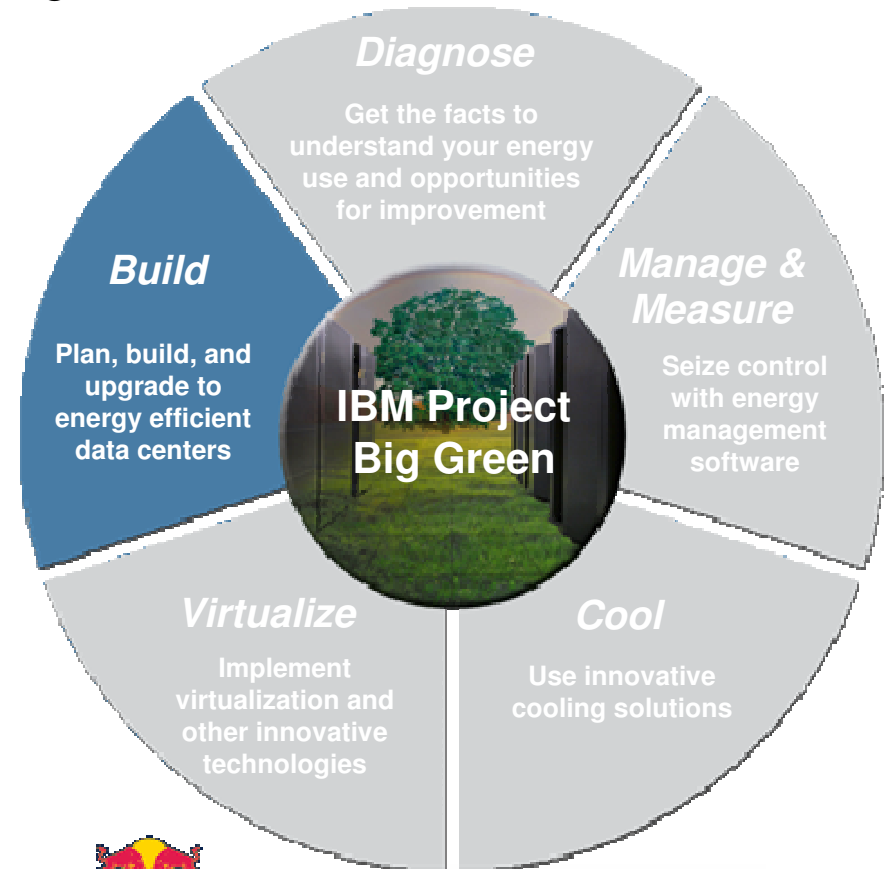 Diagnose
Get the facts to
understand your energy
use and opportunities
for improvement
Build
Plan, build, and
upgrade to
energy efficient
data centers
Manage &
Measure
Seize control
with energy
management
software
IBM Project
Big Green
Virtualize
Implement
virtualization and
other innovative
technologies
Cool
Use innovative
cooling solutions